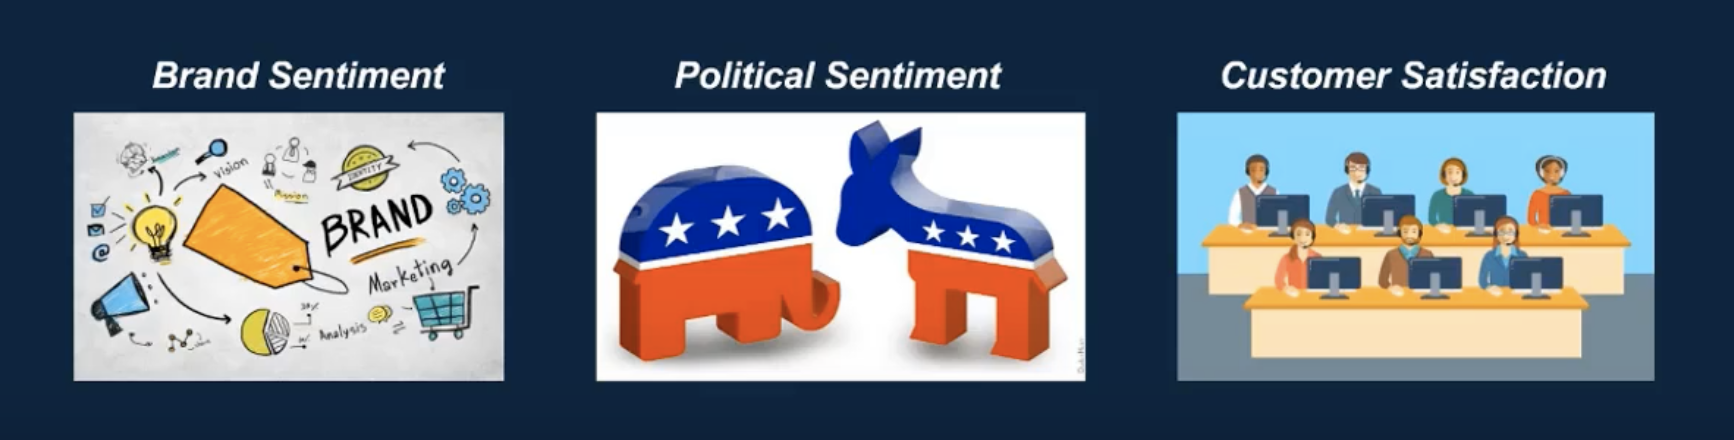 Brand Sentiment
Political Sentiment
Customer Satisfaction
vision
IDENTITY
Mission
BRAND
@
Marketing
Analysis